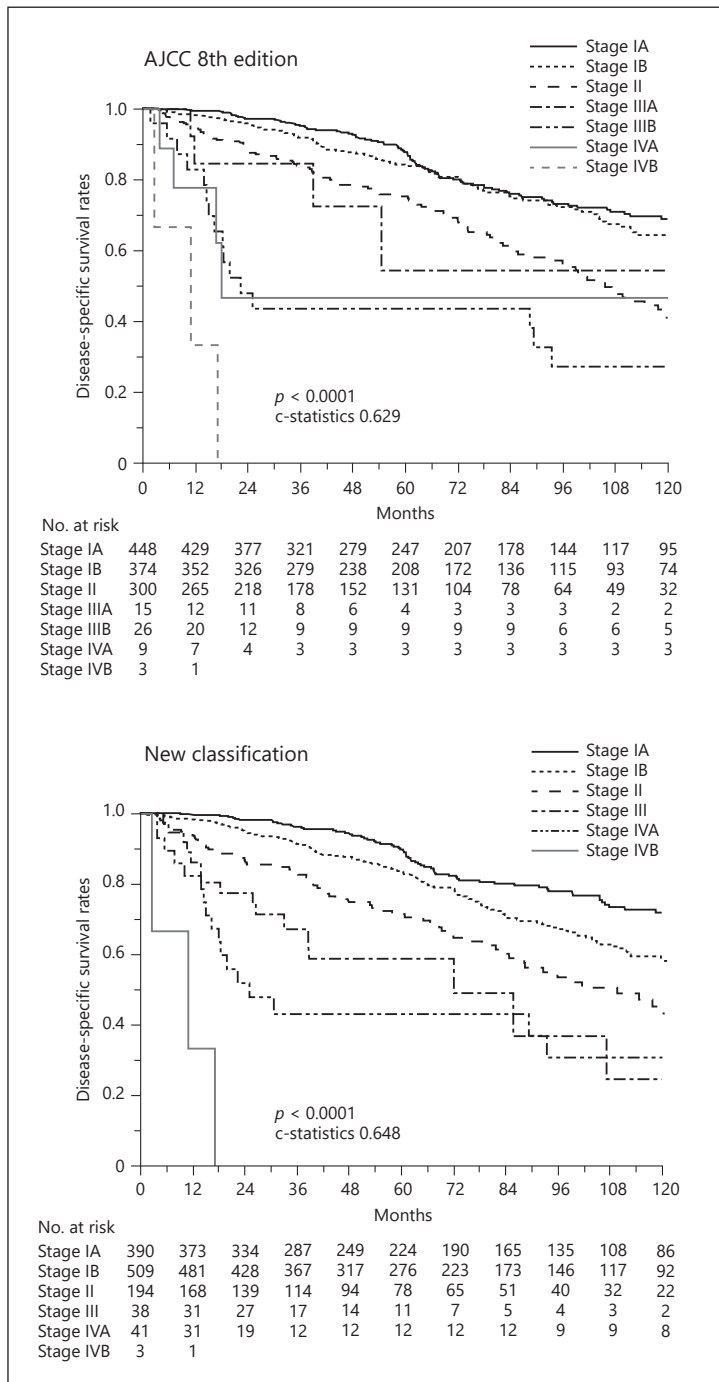 AJCC 8th edition
Stage IA
Stage IB
Stage II
Stage IIIA
Stage IIIB
Stage IVA
Stage IVB
Disease-specific survival rates
1.0
0.8
0.6
0.4
0.2
0
p < 0.0001
c-statistics 0.629
0 12 24 36 48 60 72 84 96 108 120
Months
No. at risk
Stage IA 448 429 377 321 279 247 207 178 144 117 95
Stage IB 374 352 326 279 238 208 172 136 115 93 74
Stage II 300 265 218 178 152 131 104 78 64 49 32
Stage IIIA 15 12 11 8 6 4 3 3 3 2 2
Stage IIIB 26 20 12 9 9 9 9 9 6 6 5
Stage IVA 9 7 4 3 3 3 3 3 3 3 3
Stage IVB 3 1
New classification
Stage IA
Stage IB
Stage II
Stage III
Stage IVA
Stage IVB
Disease-specific survival rates
1.0
0.8
0.6
0.4
0.2
0
p < 0.0001
c-statistics 0.648
0 12 24 36 48 60 72 84 96 108 120
Months
No. at risk
Stage IA 390 373 334 287 249 224 190 165 135 108 86
Stage IB 509 481 428 367 317 276 223 173 146 117 92
Stage II 194 168 139 114 94 78 65 51 40 32 22
Stage III 38 31 27 17 14 11 7 5 4 3 2
Stage IVA 41 31 19 12 12 12 12 12 9 9 8
Stage IVB 3 1